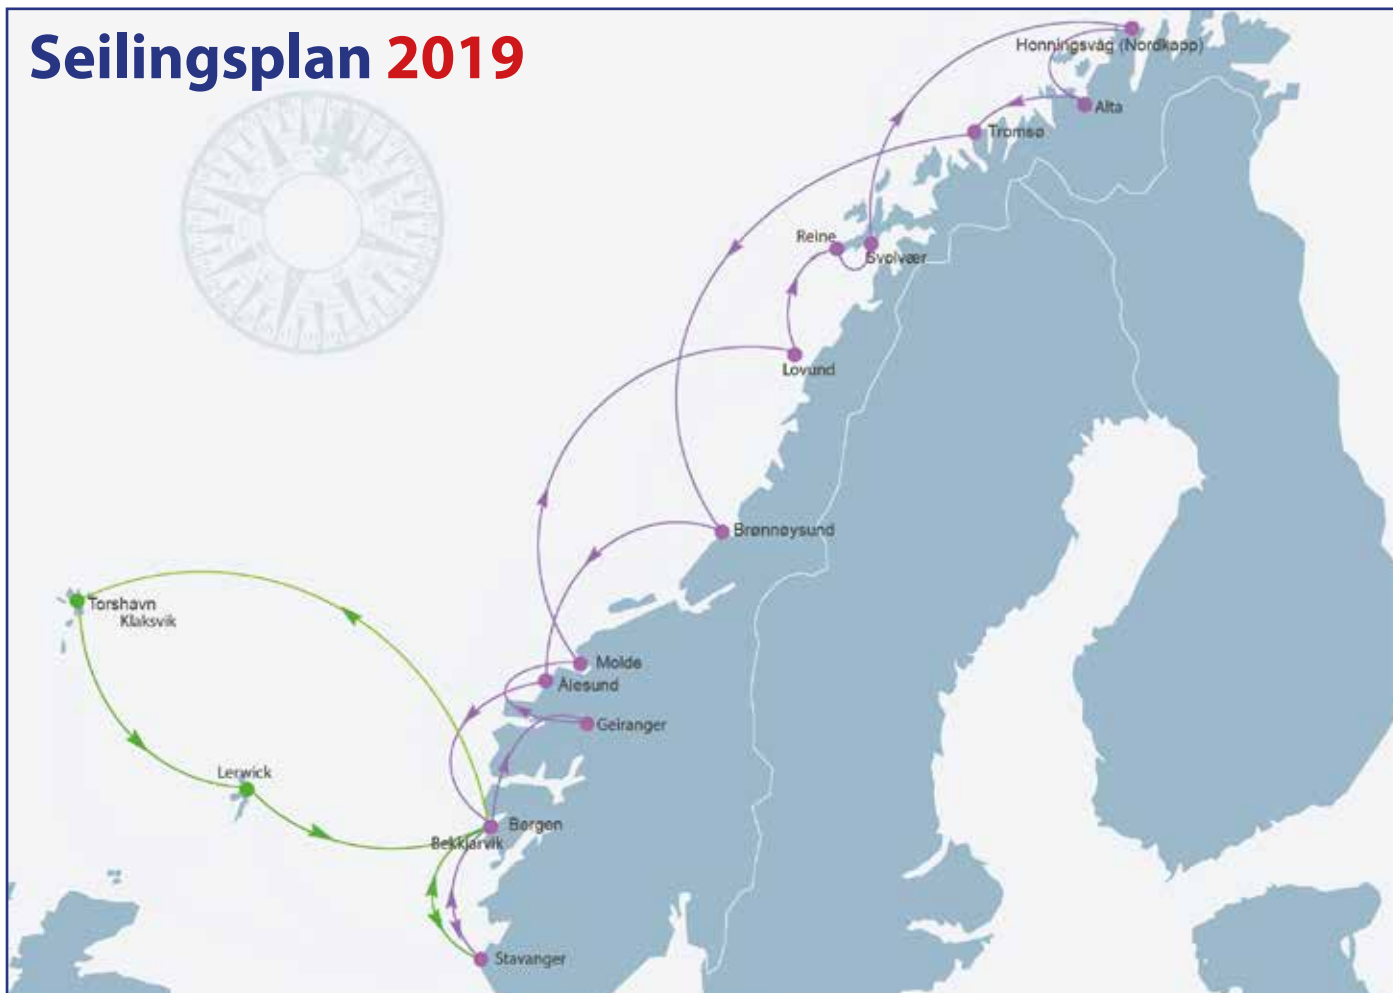 Seilingsplan 2019
Honningsvåg (Nordkapp)
Alta
Tromsø
Reine
Svolvær
Lovund
Brønnøysund
Torshavn
Klaksvik
Molde
Ålesund
Geiranger
Lerwick
Bergen
Bekkjarvik
Stavanger